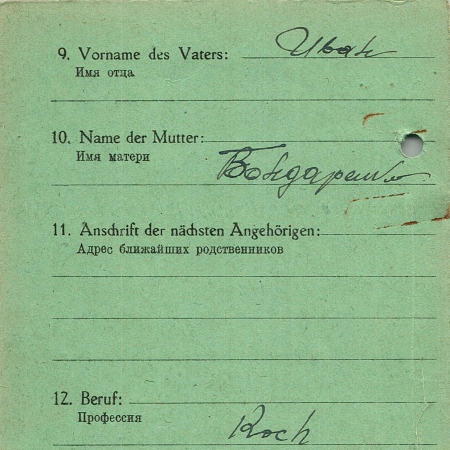 9. Vorname des Vaters: Иван
Имя отца
10. Name der Mutter:
Имя матери
Бондаренко
11. Anschrift der nächsten Angehörigen:
Адрес ближайших родственников
12. Beruf:
Профессия
Koch